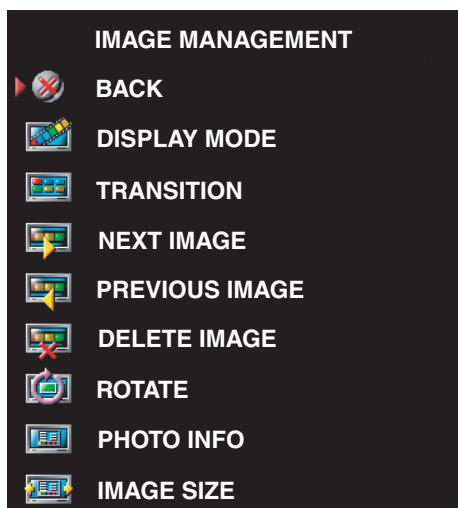 IMAGE MANAGEMENT
BACK
DISPLAY MODE
TRANSITION
NEXT IMAGE
PREVIOUS IMAGE
DELETE IMAGE
ROTATE
PHOTO INFO
IMAGE SIZE